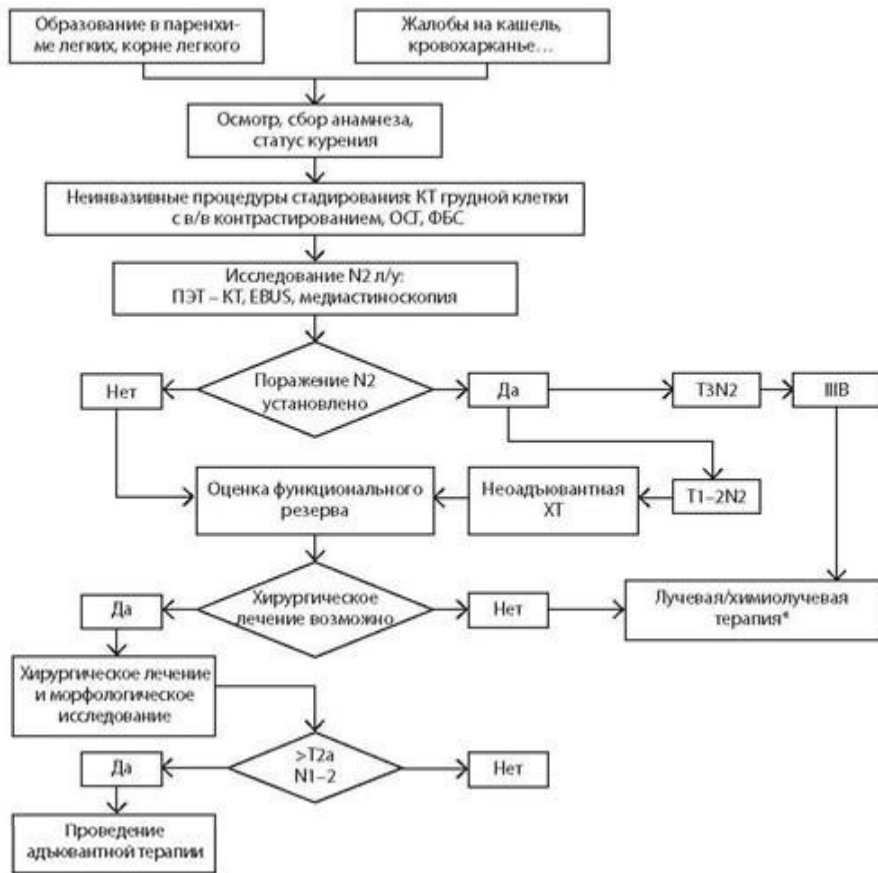 Образование в паренхи-
ме легких, корне легкого
Жалобы на кашель,
кровохаржанье...
Осмотр, сбор анамнеза,
статус курения
Неинвазивные процедуры стадирования: КТ грудной клетки
с в/в контрастированием, ОСГ, ФБС
Исследование N2 л/у:
ПЭТ – КТ, EBUS, медиастиноскопия
Нет
Поражение N2
установлено
Да
T3N2
IIIB
Оценка функционального
резерва
Неоадъювантная
ХТ
T1–2N2
Да
Хирургическое
лечение возможно
Нет
Лучевая/химиолучевая
терапия*
Хирургическое лечение
и морфологическое
исследование
Да
>T2a
N1–2
Нет
Проведение
адъювантной терапии